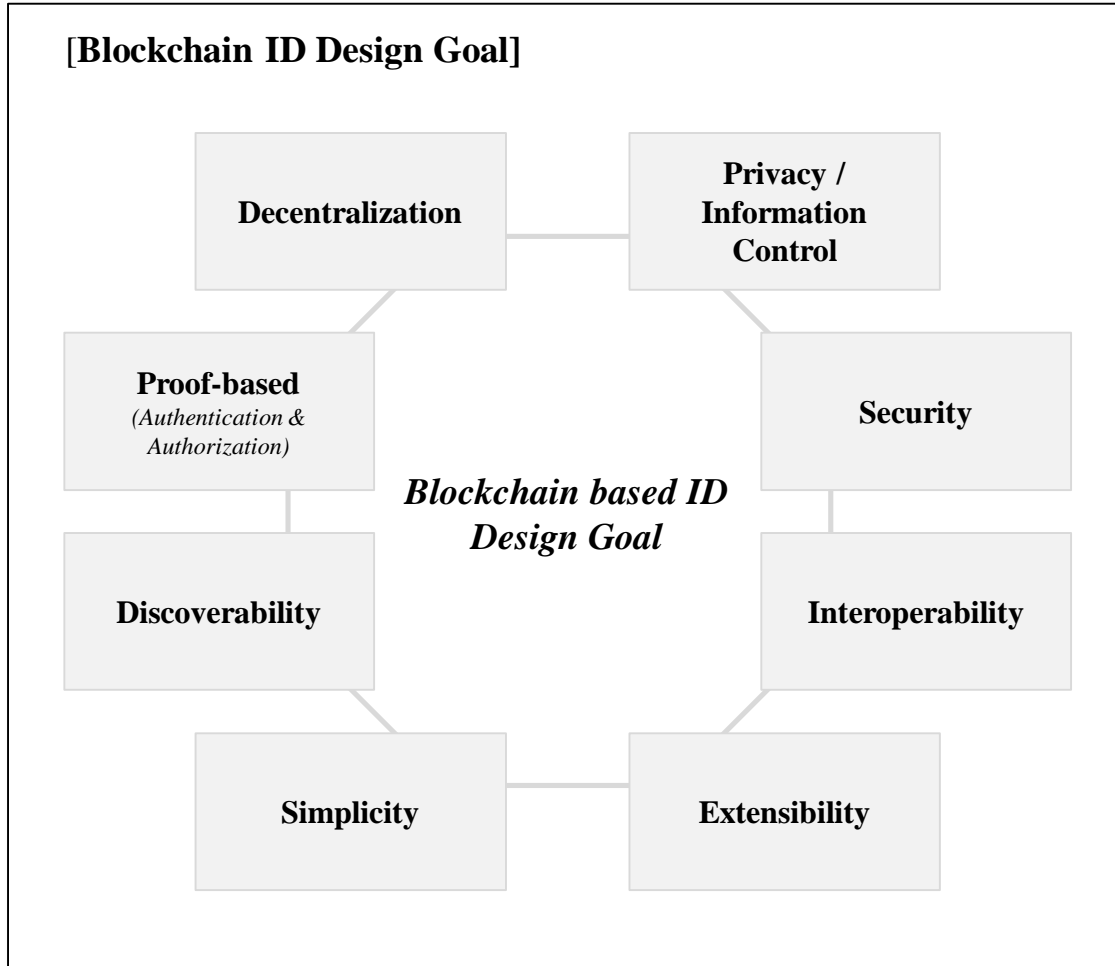 [Blockchain ID Design Goal]
Decentralization
Privacy /
Information
Control
Proof-based
(Authentication &
Authorization)
Security
Blockchain based ID
Design Goal
Discoverability
Interoperability
Simplicity
Extensibility